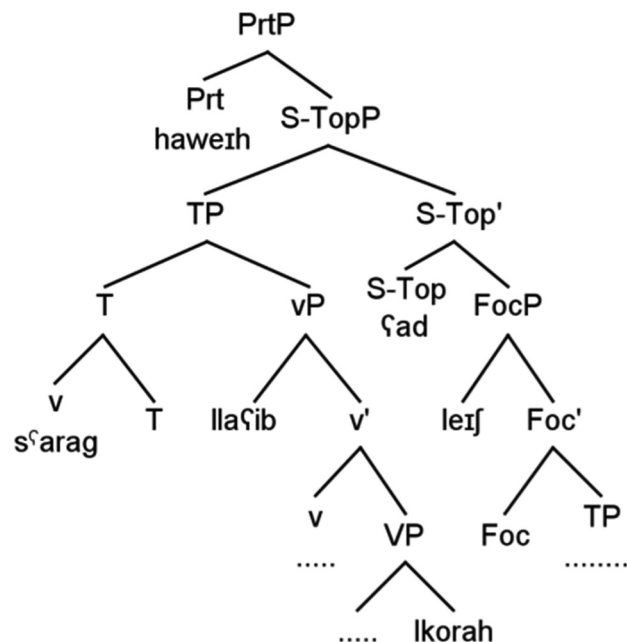 PrtP
Prt S-TopP
haweɪh
TP S-Top'
T vP S-Top FocP
ʕad
v T llaʕib v' leɪʃ Foc'
sˤarag
v VP Foc TP
..... ........
..... lkorah